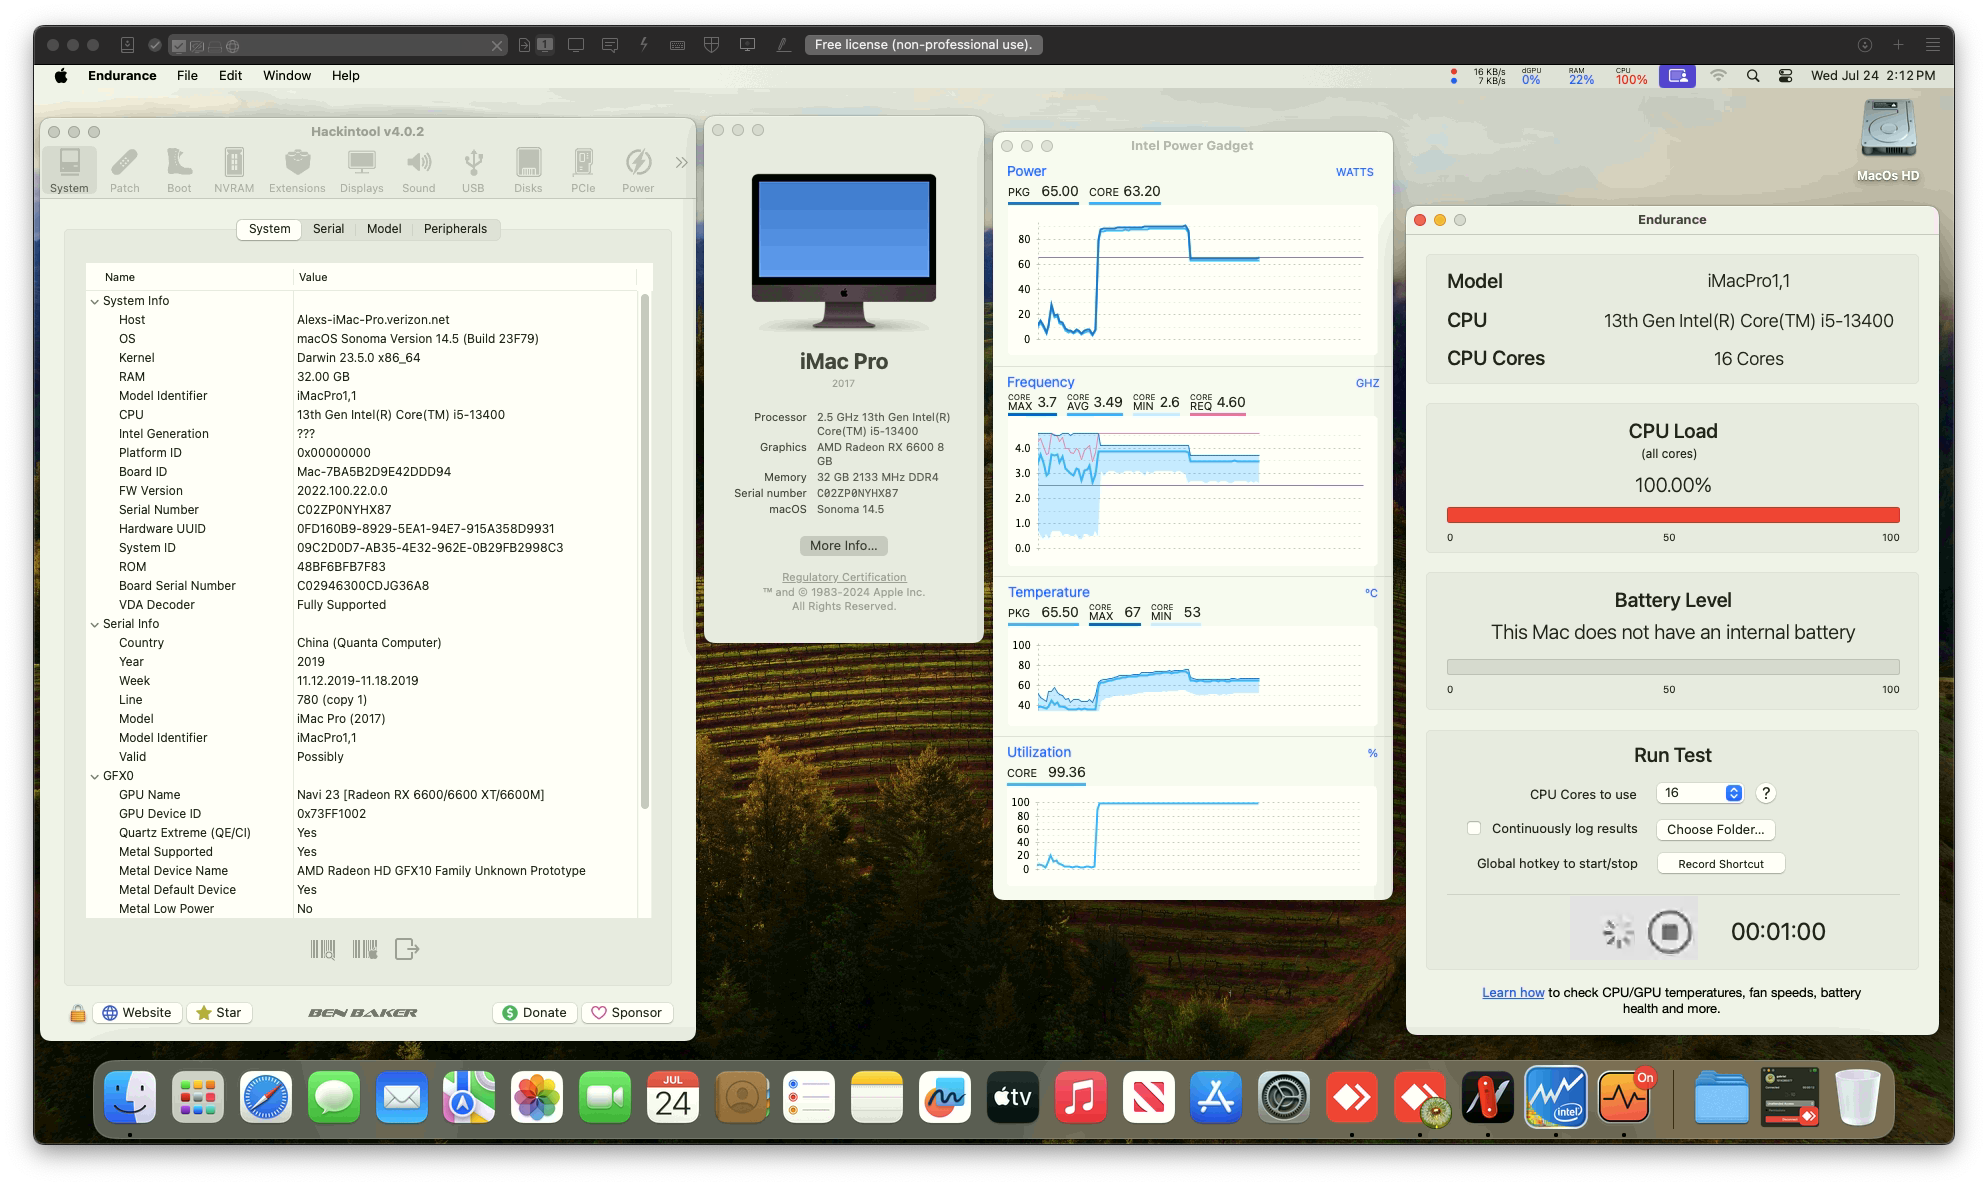 Free license (non-professional use).
1
Endurance File Edit Window Help
16 KB/s 7 KB/s dGPU 0% RAM 22% CPU 100% Wed Jul 24 2:12 PM
MacOs HD
Hackintool v4.0.2
System Patch Boot NVRAM Extensions Displays Sound USB Disks PCIe Power
System Serial Model Peripherals
Name Value
System Info
Host Alexs-iMac-Pro.verizon.net
OS macOS Sonoma Version 14.5 (Build 23F79)
Kernel Darwin 23.5.0 x86_64
RAM 32.00 GB
Model Identifier iMacPro1,1
CPU 13th Gen Intel(R) Core(TM) i5-13400
Intel Generation ???
Platform ID 0x00000000
Board ID Mac-7BA5B2D9E42DDD94
FW Version 2022.100.22.0.0
Serial Number C02ZP0NYHX87
Hardware UUID 0FD160B9-8929-5EA1-94E7-915A358D9931
System ID 09C2D0D7-AB35-4E32-962E-0B29FB2998C3
ROM 48BF6BFB7F83
Board Serial Number C02946300CDJG36A8
VDA Decoder Fully Supported
Serial Info
Country China (Quanta Computer)
Year 2019
Week 11.12.2019-11.18.2019
Line 780 (copy 1)
Model iMac Pro (2017)
Model Identifier iMacPro1,1
Valid Possibly
GFX0
GPU Name Navi 23 [Radeon RX 6600/6600 XT/6600M]
GPU Device ID 0x73FF1002
Quartz Extreme (QE/CI) Yes
Metal Supported Yes
Metal Device Name AMD Radeon HD GFX10 Family Unknown Prototype
Metal Default Device Yes
Metal Low Power No
Website Star BEN BAKER Donate Sponsor
iMac Pro
2017
Processor 2.5 GHz 13th Gen Intel(R)
Core(TM) i5-13400
Graphics AMD Radeon RX 6600 8
GB
Memory 32 GB 2133 MHz DDR4
Serial number C02ZP0NYHX87
macOS Sonoma 14.5
More Info...
Regulatory Certification
™ and © 1983-2024 Apple Inc.
All Rights Reserved.
Intel Power Gadget
Power WATTS
PKG 65.00 CORE 63.20
80
60
40
20
0
Frequency GHZ
CORE MAX 3.7 CORE AVG 3.49 CORE MIN 2.6 CORE REQ 4.60
4.0
3.0
2.0
1.0
0.0
Temperature °C
PKG 65.50 CORE MAX 67 CORE MIN 53
100
80
60
40
Utilization %
CORE 99.36
100
80
60
40
20
0
Endurance
Model iMacPro1,1
CPU 13th Gen Intel(R) Core(TM) i5-13400
CPU Cores 16 Cores
CPU Load
(all cores)
100.00%
0 50 100
Battery Level
This Mac does not have an internal battery
0 50 100
Run Test
CPU Cores to use 16 ?
Continuously log results Choose Folder...
Global hotkey to start/stop Record Shortcut
00:01:00
Learn how to check CPU/GPU temperatures, fan speeds, battery
health and more.
JUL
24
tv
intel
On